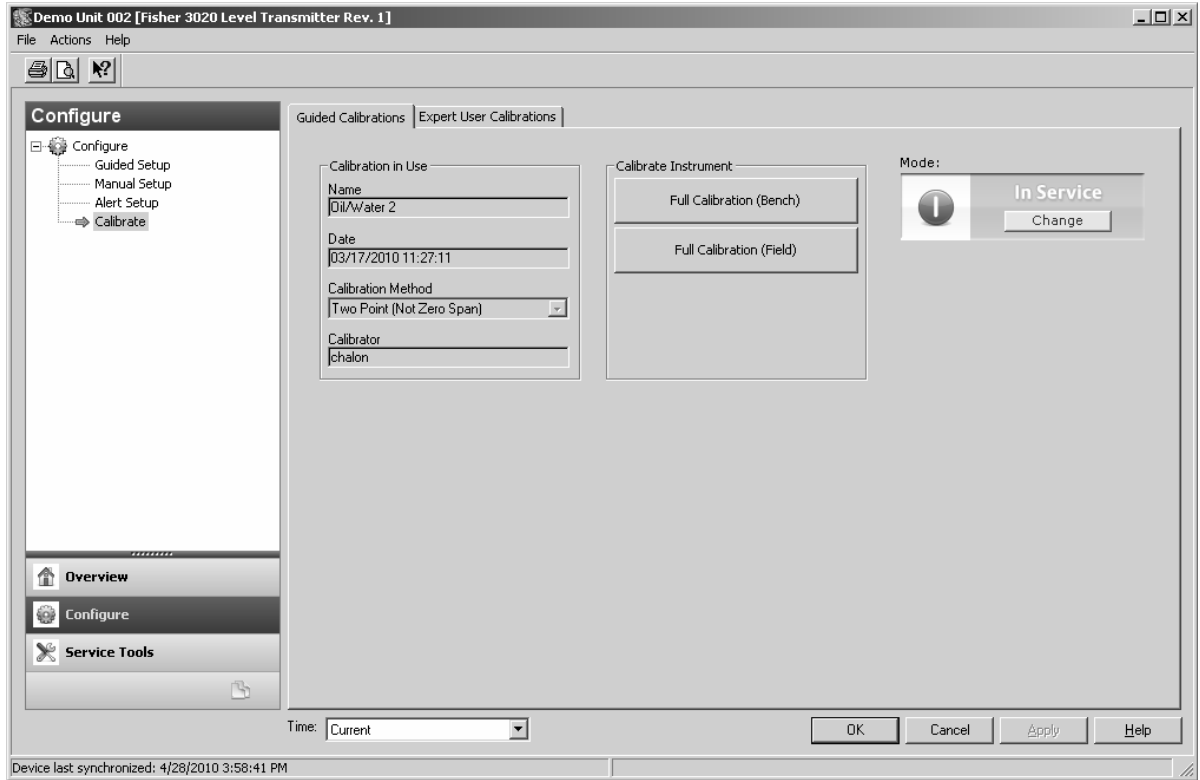 Demo Unit 002 [Fisher 3020 Level Transmitter Rev. 1]
File Actions Help
Configure
Configure
Guided Setup
Manual Setup
Alert Setup
Calibrate
Overview
Configure
Service Tools
Guided Calibrations Expert User Calibrations
Calibration in Use
Name
Oil/Water 2
Date
03/17/2010 11:27:11
Calibration Method
Two Point (Not Zero Span)
Calibrator
chalon
Calibrate Instrument
Full Calibration (Bench)
Full Calibration (Field)
Mode:
In Service
Change
Time: Current
OK Cancel Apply Help
Device last synchronized: 4/28/2010 3:58:41 PM